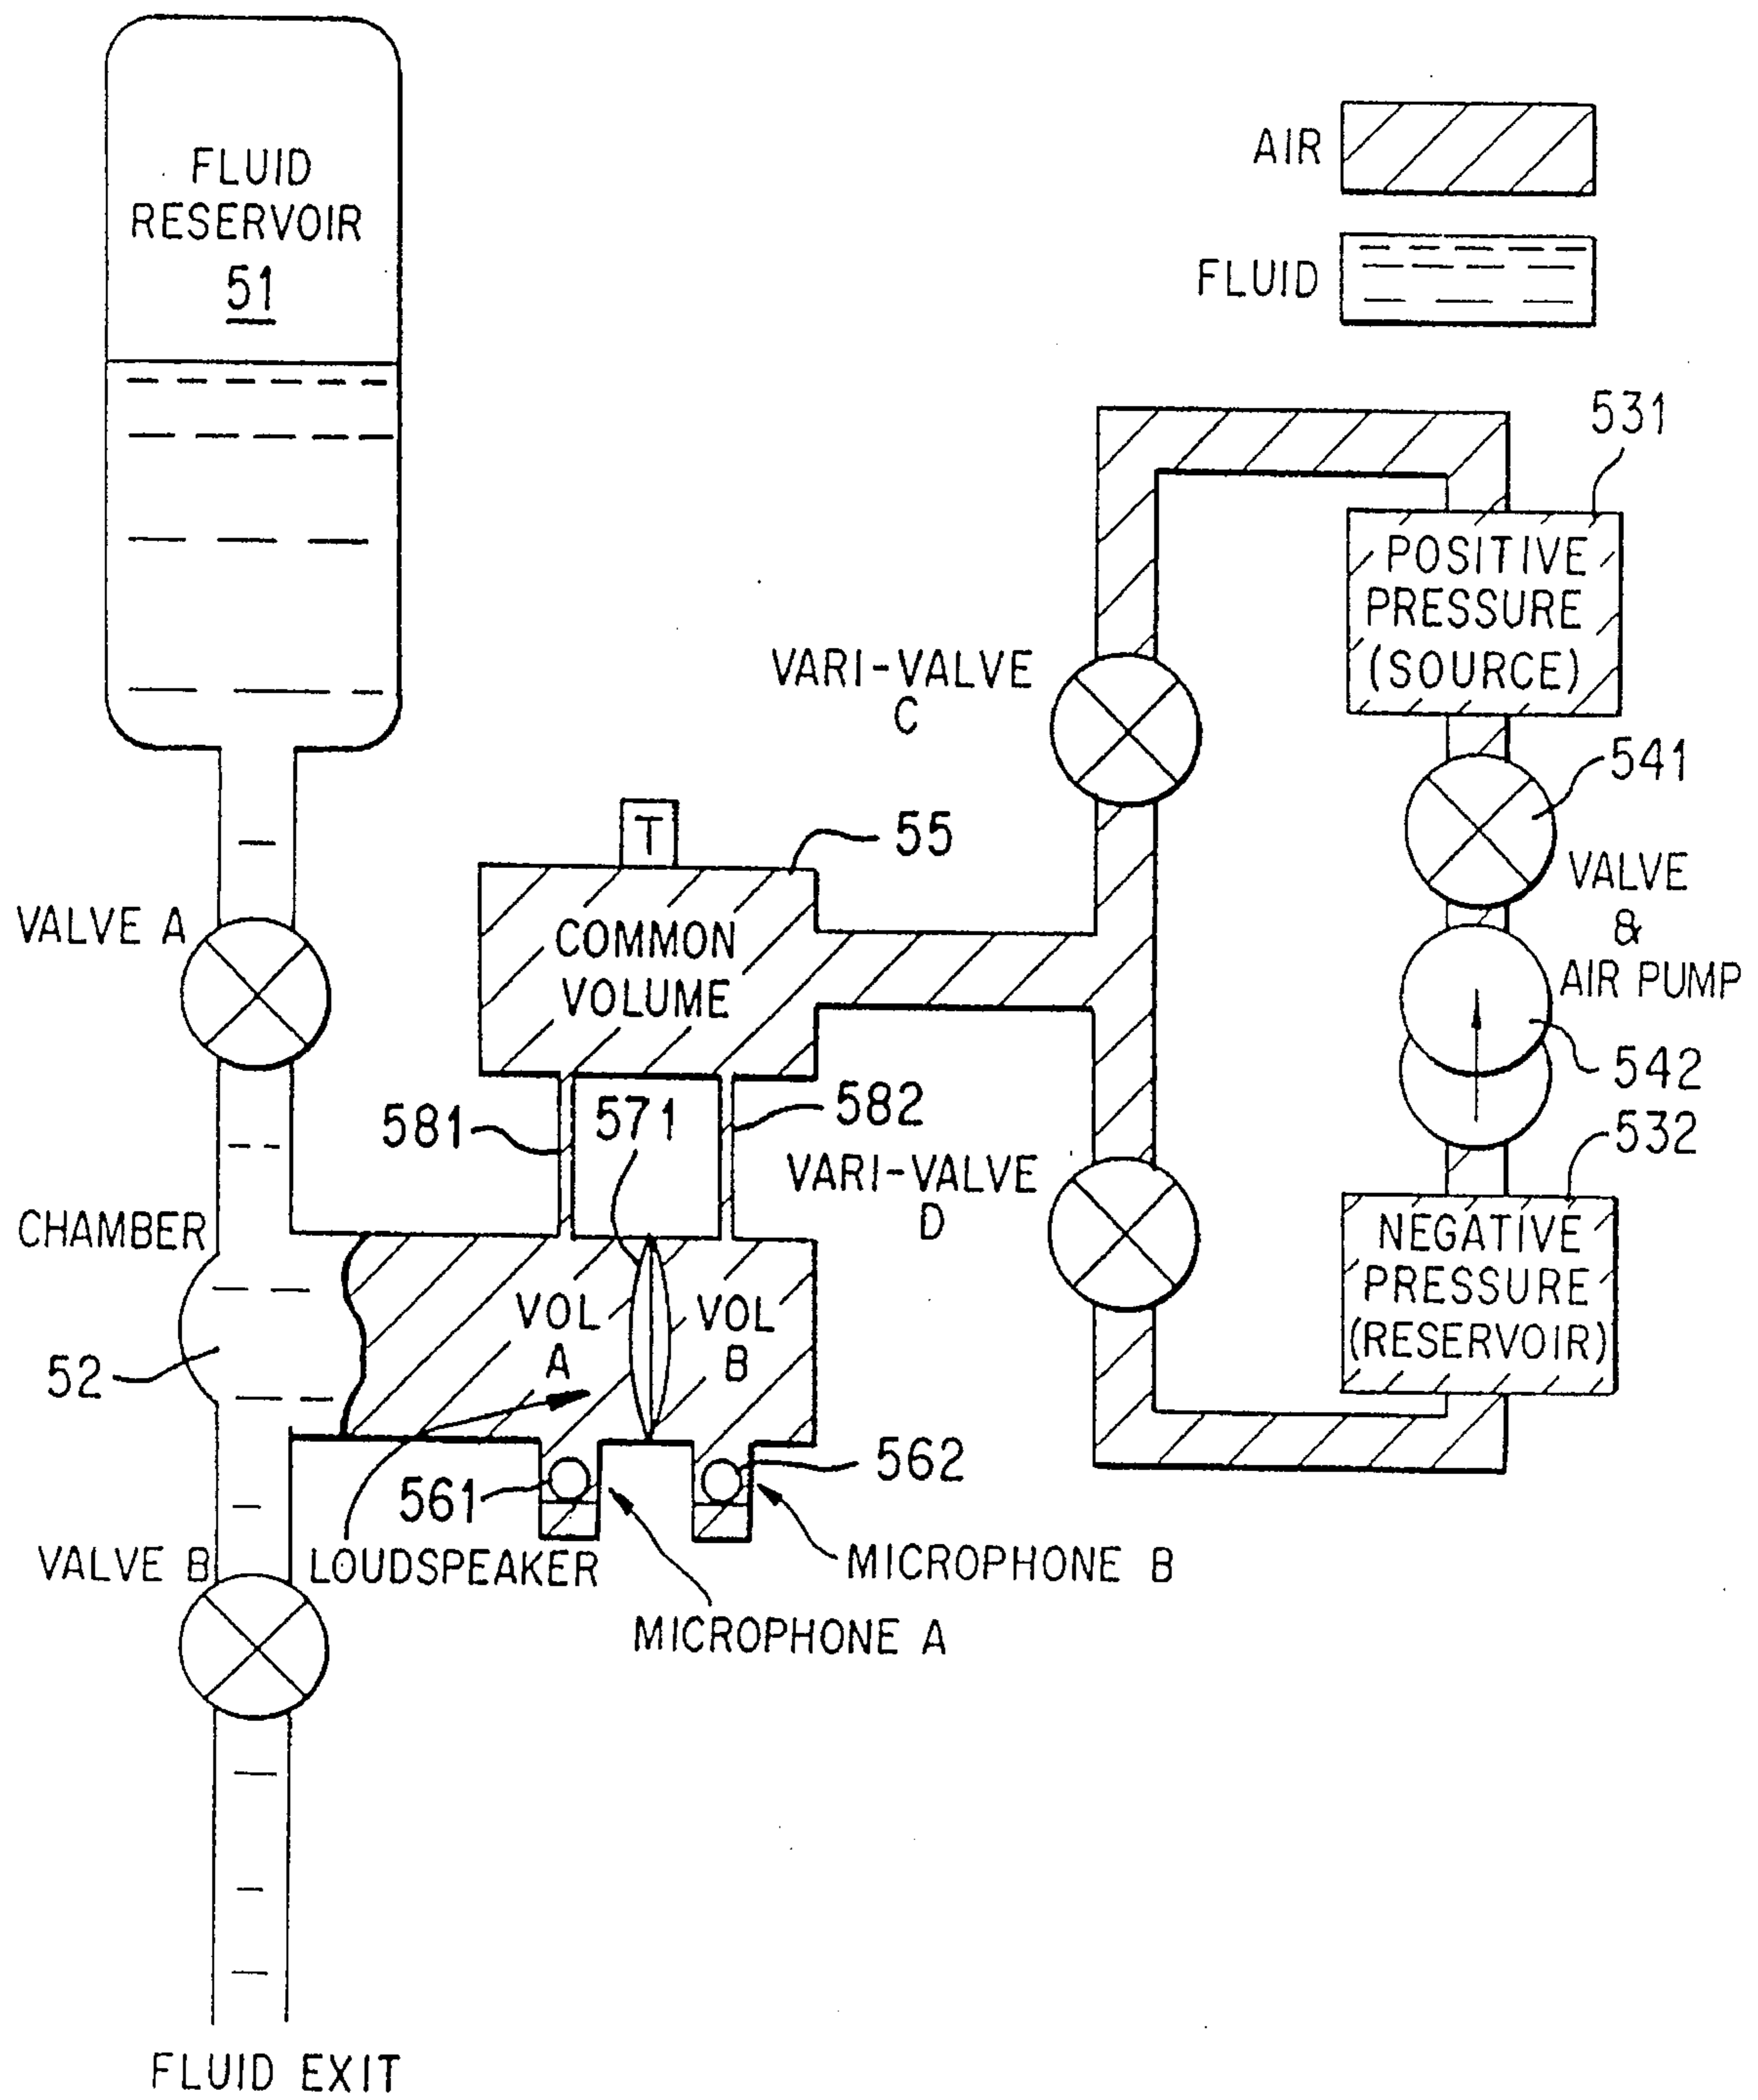 FLUID
RESERVOIR
51
AIR
FLUID
531
POSITIVE
PRESSURE
(SOURCE)
VARI-VALVE
C
541
VALVE
&
AIR PUMP
542
T
55
COMMON
VOLUME
VALVE A
581
571
582
532
VARI-VALVE
D
NEGATIVE
PRESSURE
(RESERVOIR)
CHAMBER
52
VOL
A
VOL
B
561
562
VALVE B
LOUDSPEAKER
MICROPHONE B
MICROPHONE A
FLUID EXIT